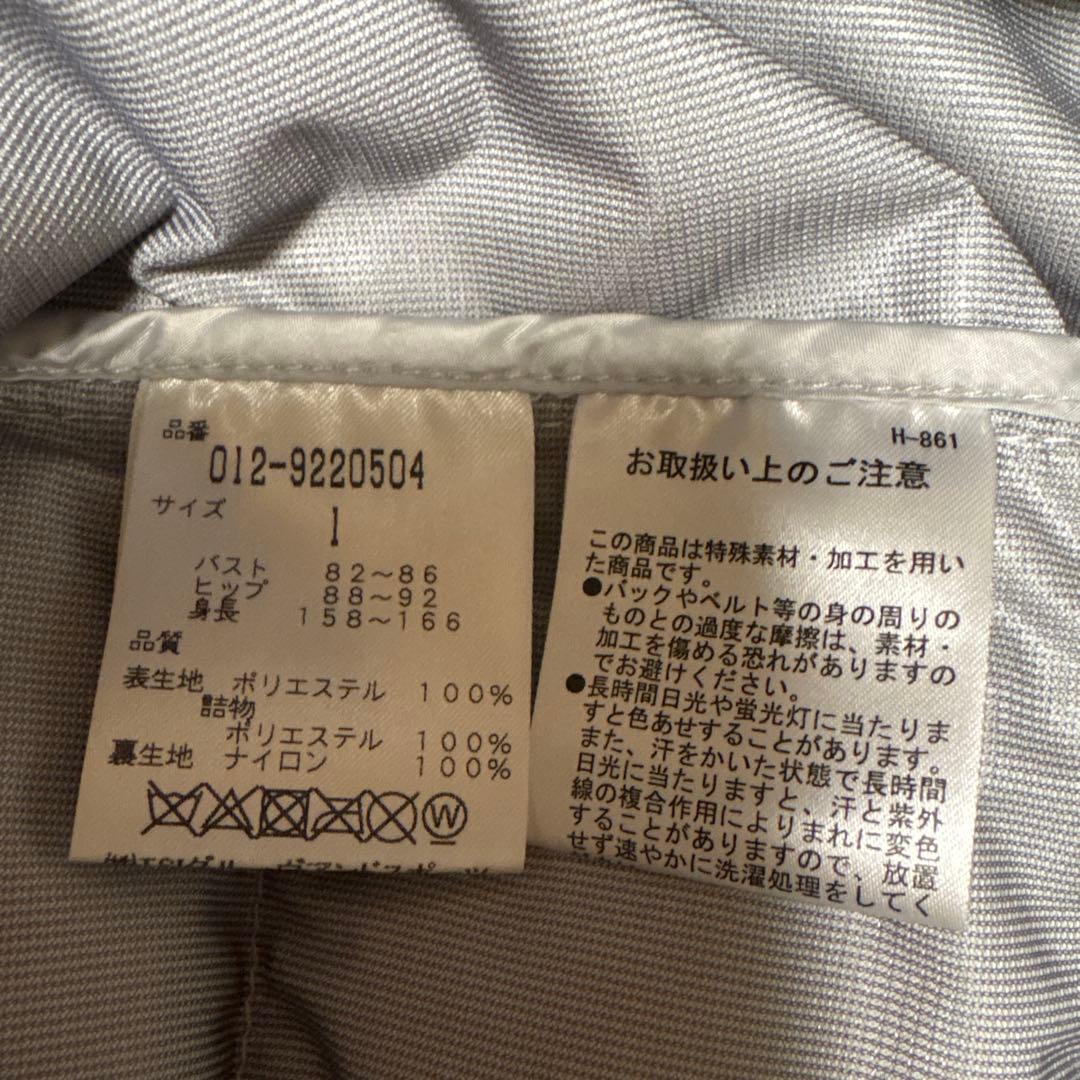 品番
012-9220504
サイズ
1
バスト 82～86
ヒップ 88～92
身長 158～166
品質
表生地 ポリエステル 100%
詰物
ポリエステル 100%
裏生地 ナイロン 100%
W
H-861
お取扱い上のご注意
この商品は特殊素材・加工を用い
た商品です。
●バックやベルト等の身の周りの
ものとの過度な摩擦は、素材・
加工を傷める恐れがありますの
でお避けください。
●長時間日光や蛍光灯に当たりま
すと色あせすることがあります。
また、汗をかいた状態で長時間
日光に当たりますと、汗と紫外
線の複合作用によりまれに変色
することがありますので、放置
せず速やかに洗濯処理をしてく